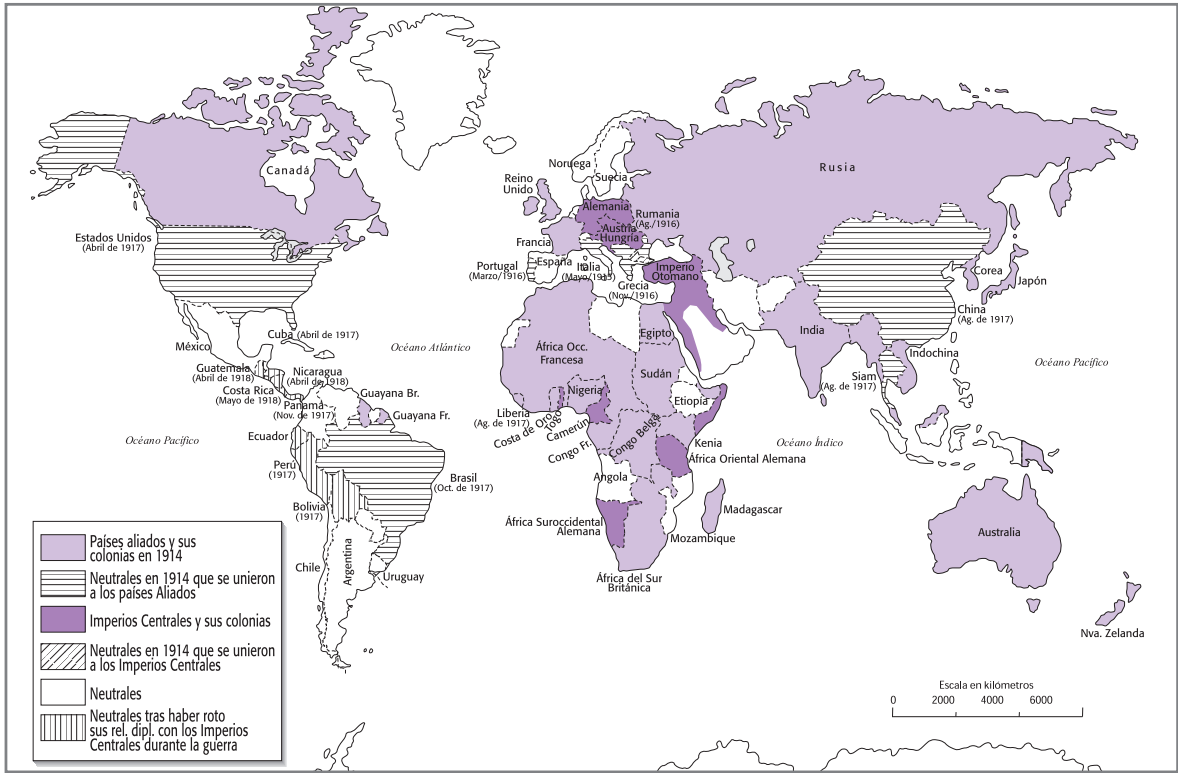 Canadá
Estados Unidos
(Abril de 1917)
Cuba (Abril de 1917)
México
Guatemala
(Abril de 1918)
Nicaragua
(Abril de 1918)
Costa Rica
(Mayo de 1918)
Panamá
(Nov. de 1917)
Guayana Br.
Guayana Fr.
Ecuador
Perú
(1917)
Brasil
(Oct. de 1917)
Bolivia
(1917)
Chile
Argentina
Uruguay
Océano Pacífico
Océano Atlántico
Noruega
Suecia
Reino
Unido
Alemania
Rumania
(Ag./1916)
Austria
Hungría
Francia
España
Portugal
(Marzo/1916)
Italia
(Mayo/1915)
Grecia
(Nov./1916)
Imperio
Otomano
Rusia
Corea
Japón
China
(Ag. de 1917)
India
Indochina
Siam
(Ag. de 1917)
Océano Pacífico
África Occ.
Francesa
Egipto
Sudán
Nigeria
Etiopía
Liberia
(Ag. de 1917)
Costa de Oro
Togo
Camerún
Congo Fr.
Congo Belga
Kenia
África Oriental Alemana
Océano Índico
Angola
África Suroccidental
Alemana
Madagascar
Mozambique
África del Sur
Británica
Australia
Nva. Zelanda
Países aliados y sus
colonias en 1914
Neutrales en 1914 que se unieron
a los países Aliados
Imperios Centrales y sus colonias
Neutrales en 1914 que se unieron
a los Imperios Centrales
Neutrales
Neutrales tras haber roto
sus rel. dipl. con los Imperios
Centrales durante la guerra
Escala en kilómetros
0 2000 4000 6000